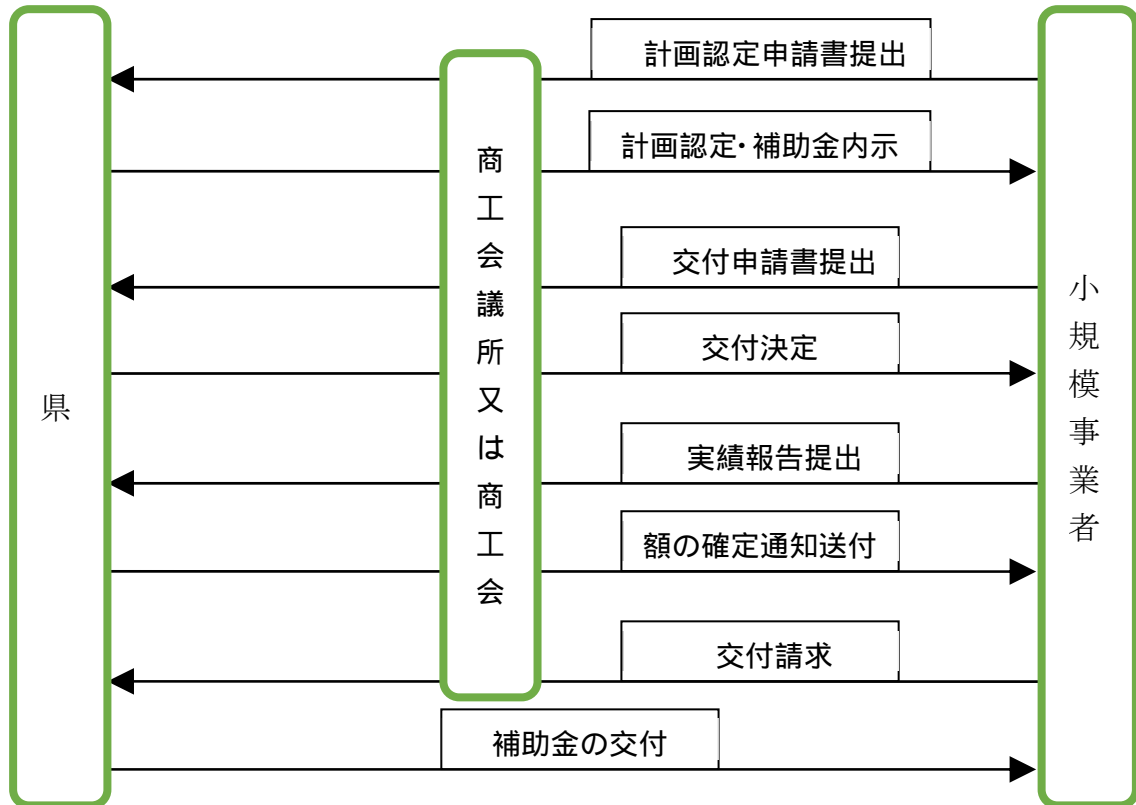 県
商工会議所又は商工会
小規模事業者
計画認定申請書提出
計画認定・補助金内示
交付申請書提出
交付決定
実績報告提出
額の確定通知送付
交付請求
補助金の交付